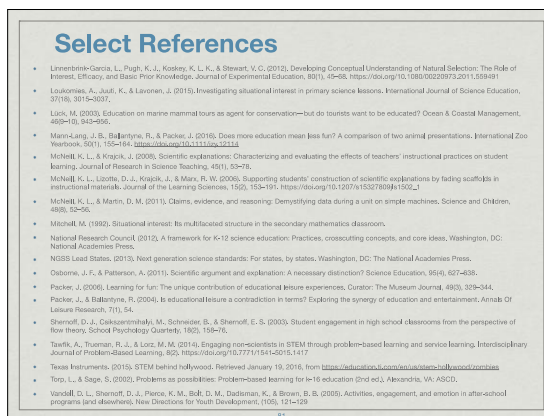 Select References
• Linnenbrink-Garcia, L., Pugh, K. J., Koskey, K. L. K., & Stewart, V. C. (2012). Developing Conceptual Understanding of Natural Selection: The Role of
Interest, Efficacy, and Basic Prior Knowledge. Journal of Experimental Education, 80(1), 45–68. https://doi.org/10.1080/00220973.2011.559491
• Loukomies, A., Juuti, K., & Lavonen, J. (2015). Investigating situational interest in primary science lessons. International Journal of Science Education,
37(18), 3015–3037.
• Lück, M. (2003). Education on marine mammal tours as agent for conservation—but do tourists want to be educated? Ocean & Coastal Management,
46(9–10), 943–956.
• Mann-Lang, J. B., Ballantyne, R., & Packer, J. (2016). Does more education mean less fun? A comparison of two animal presentations. International Zoo
Yearbook, 50(1), 155–164. https://doi.org/10.1111/izy.12114
• McNeill, K. L., & Krajcik, J. (2008). Scientific explanations: Characterizing and evaluating the effects of teachers' instructional practices on student
learning. Journal of Research in Science Teaching, 45(1), 53–78.
• McNeill, K. L., Lizotte, D. J., Krajcik, J., & Marx, R. W. (2006). Supporting students' construction of scientific explanations by fading scaffolds in
instructional materials. Journal of the Learning Sciences, 15(2), 153–191. https://doi.org/10.1207/s15327809jls1502_1
• McNeill, K. L., & Martin, D. M. (2011). Claims, evidence, and reasoning: Demystifying data during a unit on simple machines. Science and Children,
48(8), 52–56.
• Mitchell, M. (1992). Situational interest: Its multifaceted structure in the secondary mathematics classroom.
• National Research Council. (2012). A framework for K-12 science education: Practices, crosscutting concepts, and core ideas, Washington, DC:
National Academies Press.
• NGSS Lead States. (2013). Next generation science standards: For states, by states. Washington, DC: The National Academies Press.
• Osborne, J. F., & Patterson, A. (2011). Scientific argument and explanation: A necessary distinction? Science Education, 95(4), 627–638.
• Packer, J. (2006). Learning for fun: The unique contribution of educational leisure experiences. Curator: The Museum Journal, 49(3), 329–344.
• Packer, J., & Ballantyne, R. (2004). Is educational leisure a contradiction in terms? Exploring the synergy of education and entertainment. Annals Of
Leisure Research, 7(1), 54.
• Shernoff, D. J., Csikszentmihalyi, M., Schneider, B., & Shernoff, E. S. (2003). Student engagement in high school classrooms from the perspective of
flow theory. School Psychology Quarterly, 18(2), 158–76.
• Tawfik, A., Trueman, R. J., & Lorz, M. M. (2014). Engaging non-scientists in STEM through problem-based learning and service learning. Interdisciplinary
Journal of Problem-Based Learning, 8(2). https://doi.org/10.7771/1541-5015.1417
• Texas Instruments. (2015). STEM behind hollywood. Retrieved January 19, 2016, from https://education.ti.com/en/us/stem-hollywood/zombies
• Torp, L., & Sage, S. (2002). Problems as possibilities: Problem-based learning for k-16 education (2nd ed.). Alexandria, VA: ASCD.
• Vandell, D. L., Shernoff, D. J., Pierce, K. M., Bolt, D. M., Dadisman, K., & Brown, B. B. (2005). Activities, engagement, and emotion in after-school
programs (and elsewhere). New Directions for Youth Development, (105), 121–129